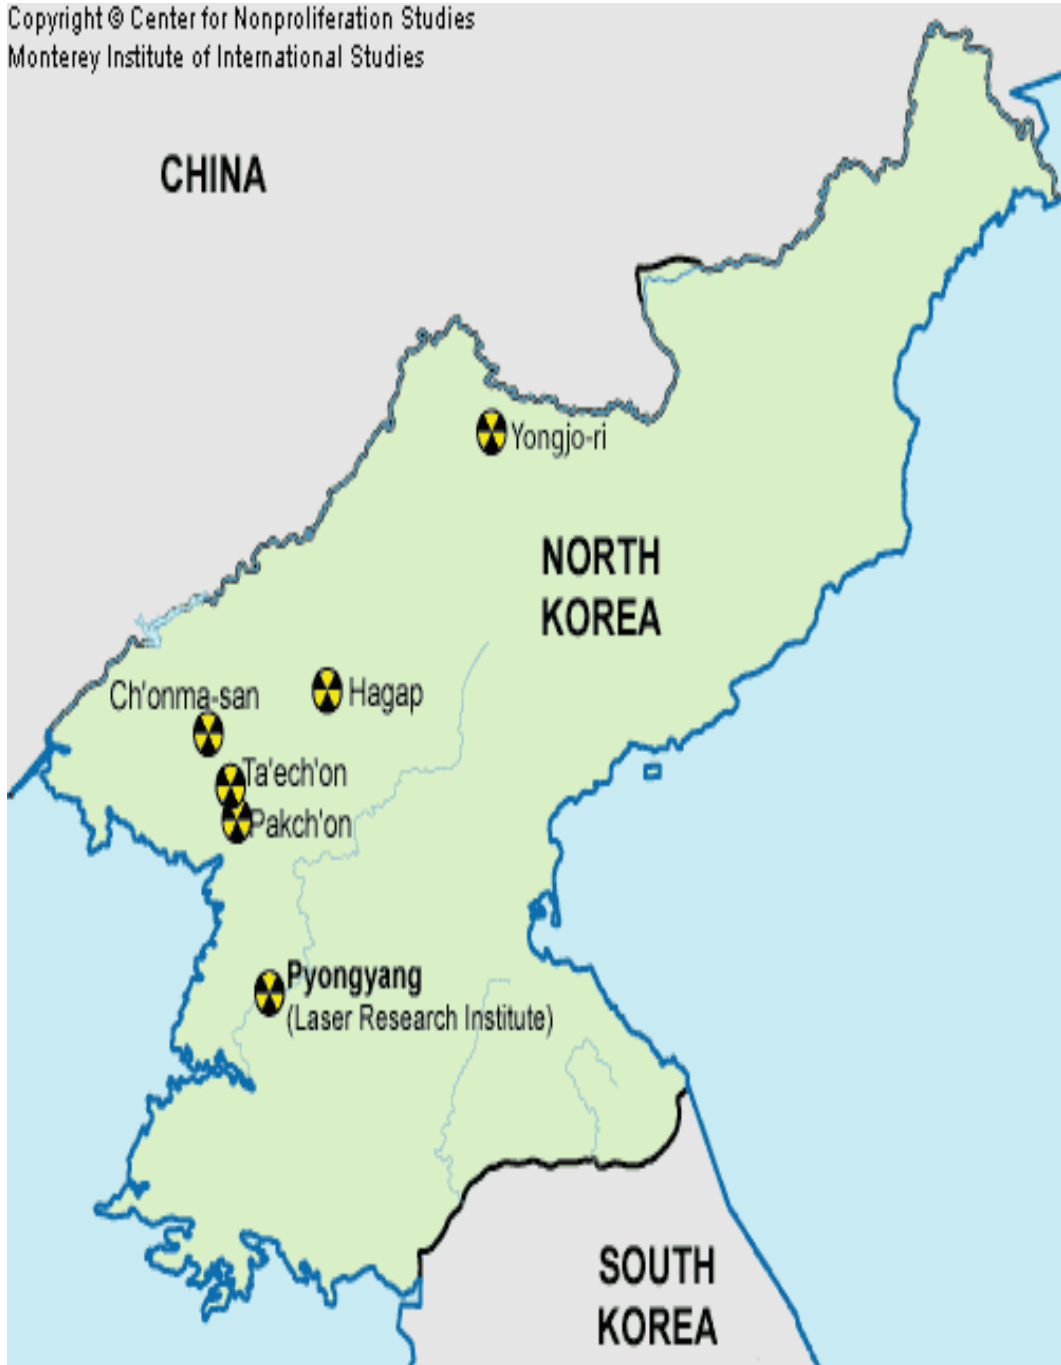 Copyright © Center for Nonproliferation Studies
Monterey Institute of International Studies
CHINA
Yongjo-ri
NORTH
KOREA
Ch'onma-san
Hagap
Ta'ech'on
Pakch'on
Pyongyang
(Laser Research Institute)
SOUTH
KOREA